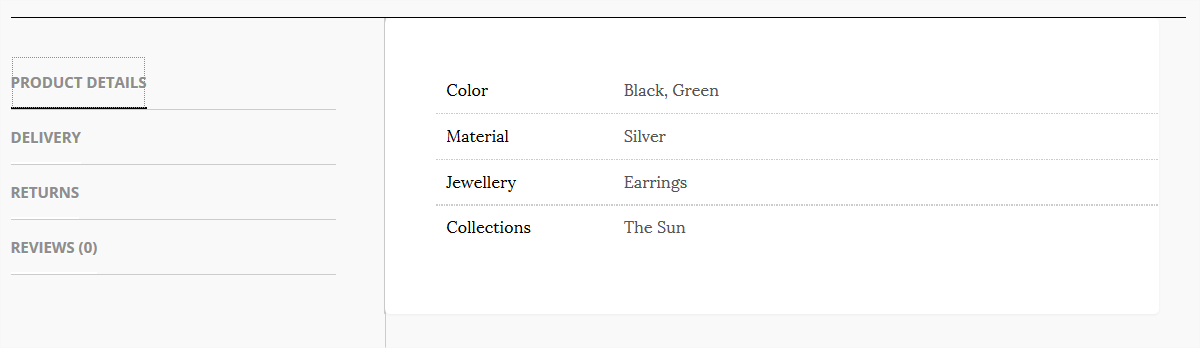 PRODUCT DETAILS
DELIVERY
RETURNS
REVIEWS (0)
Color Black, Green
Material Silver
Jewellery Earrings
Collections The Sun